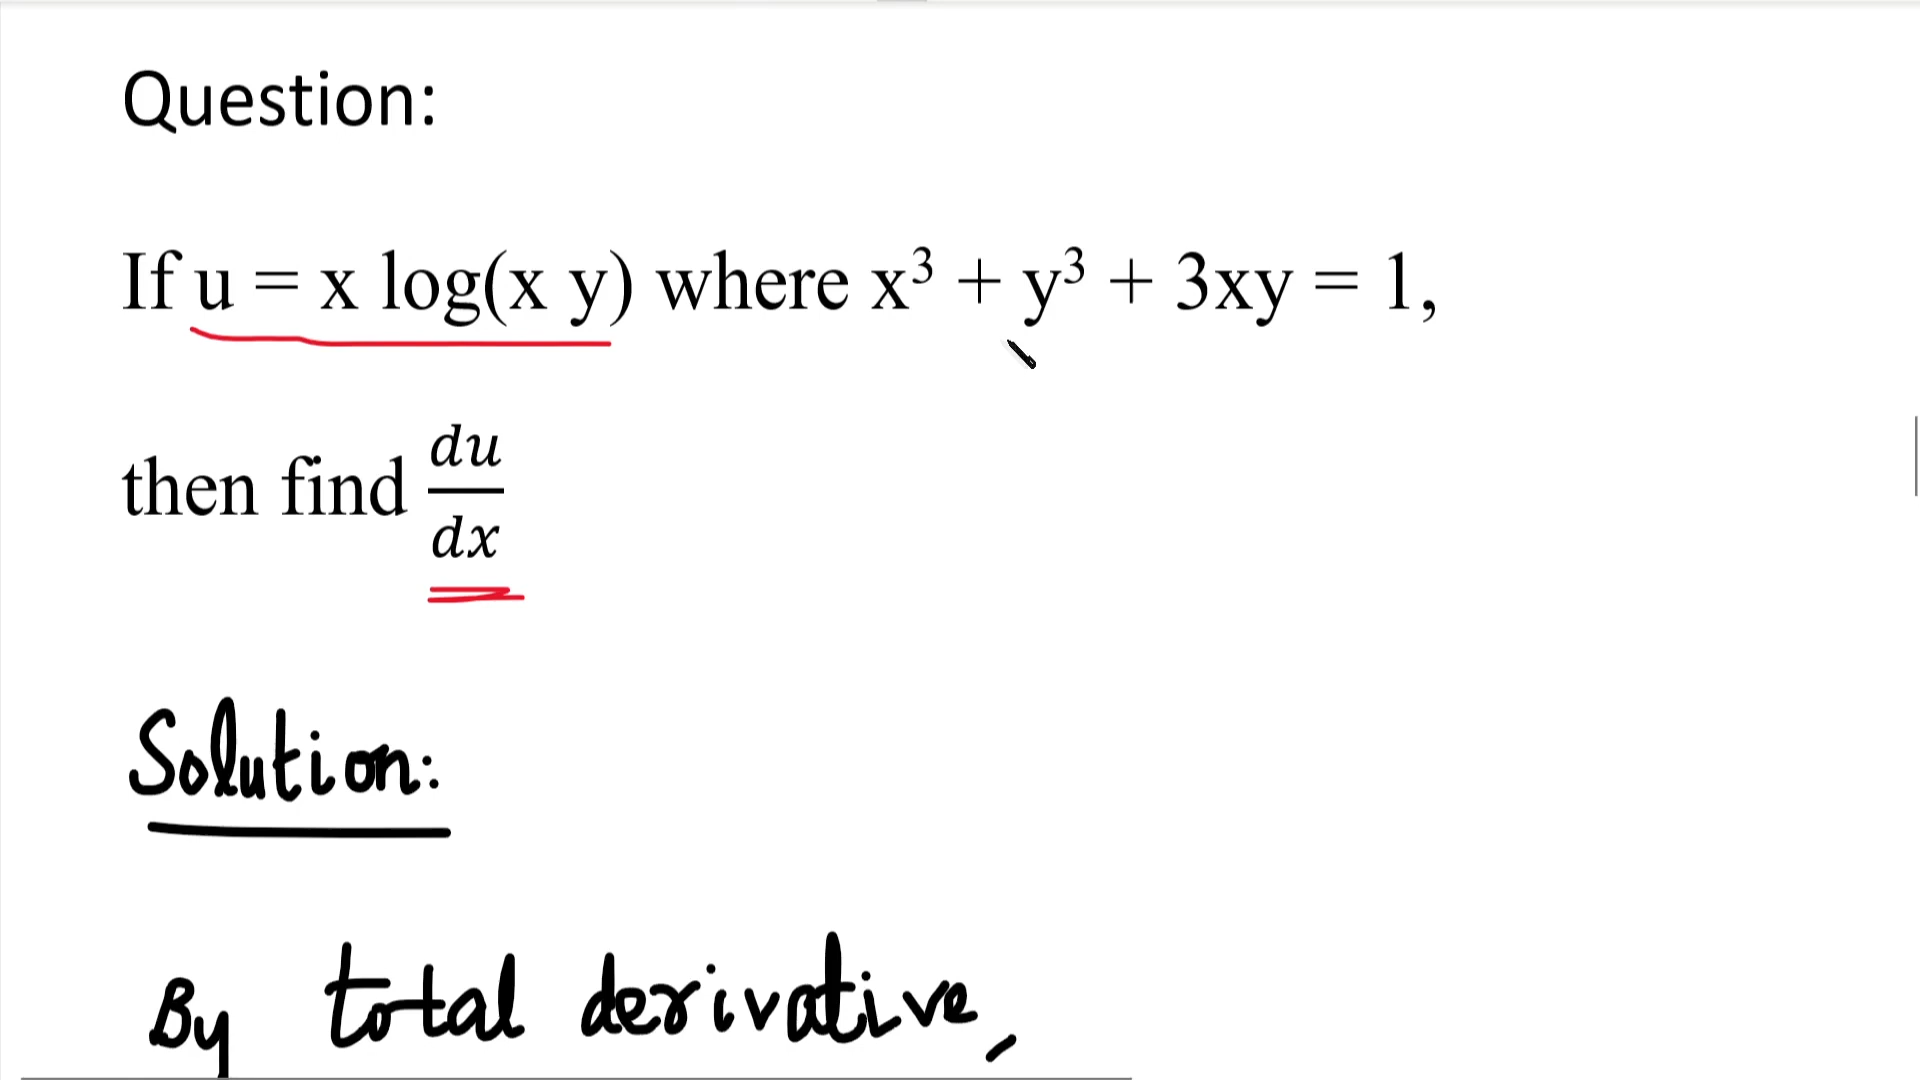 Question:
If u = x log(x y) where x³ + y³ + 3xy = 1,
then find du/dx
Solution:
By total derivative,